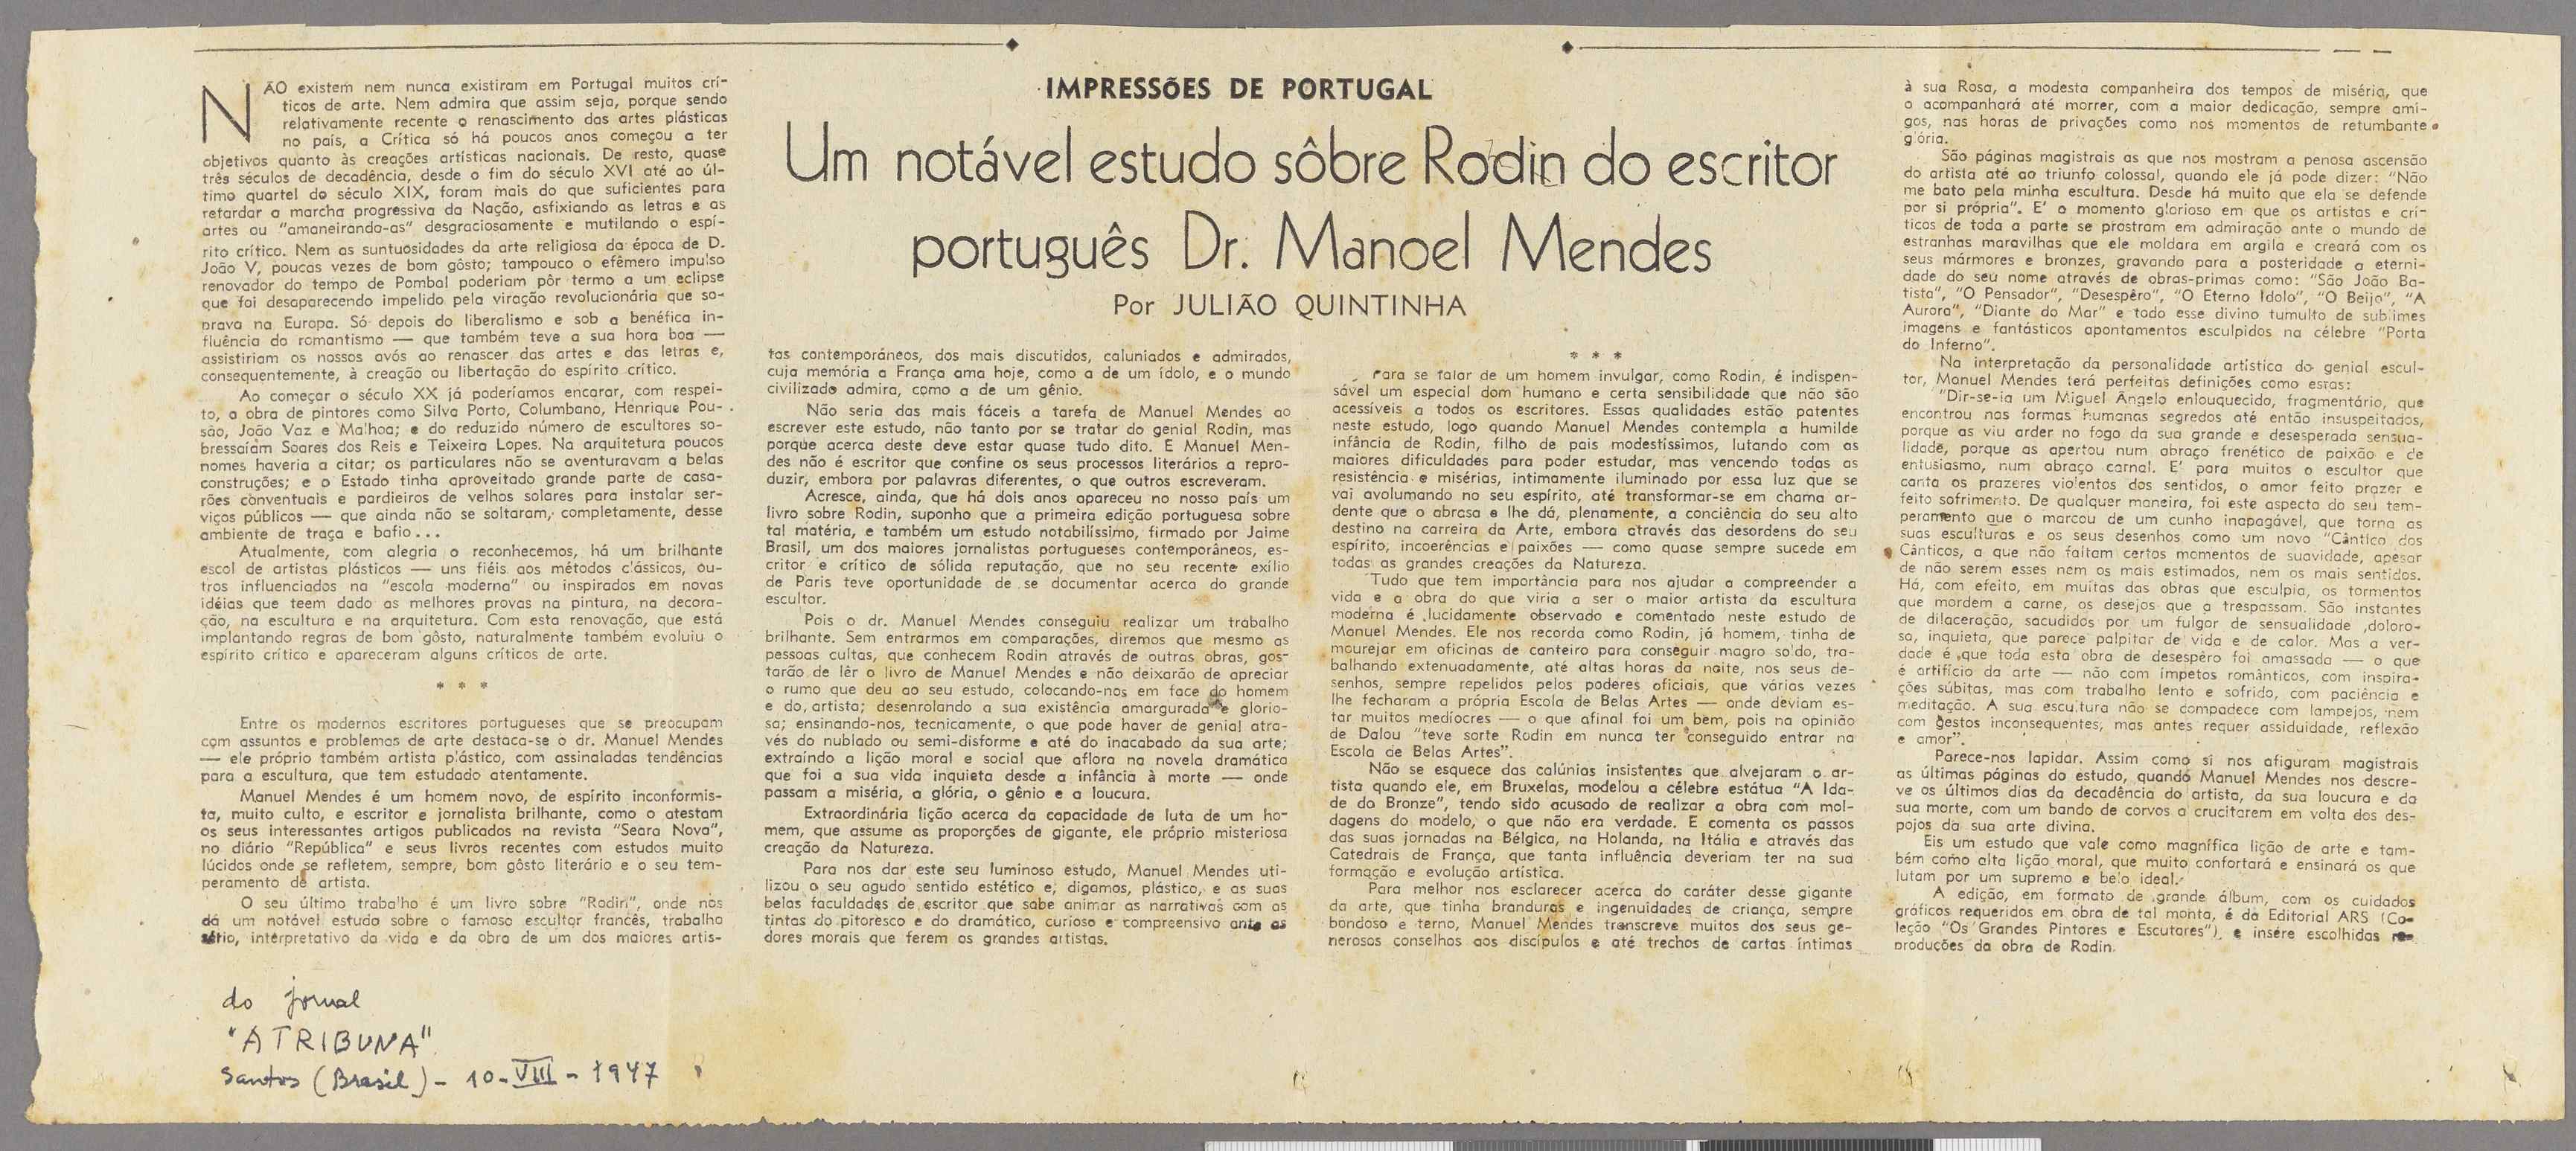 IMPRESSÕES DE PORTUGAL
Um notável estudo sôbre Rodin do escritor
português Dr. Manoel Mendes
Por JULIÃO QUINTINHA
NÃO existem nem nunca existiram em Portugal muitos crí-
ticos de arte. Nem admira que assim seja, porque sendo
relativamente recente o renascimento das artes plásticas
no país, a Crítica só há poucos anos começou a ter
objetivos quanto às creações artísticas nacionais. De resto, quase
três séculos de decadência, desde o fim do século XVI até ao úl-
timo quartel do século XIX, foram mais do que suficientes para
retardar a marcha progressiva da Nação, asfixiando as letras e as
artes ou "amaneirando-as" desgraciosamente e mutilando o espí-
rito crítico. Nem as suntuosidades da arte religiosa da época de D.
João V, poucas vezes de bom gôsto; tampouco o efêmero impulso
renovador do tempo de Pombal poderiam pôr termo a um eclipse
que foi desaparecendo impelido pela viração revolucionária que so-
prava na Europa. Só depois do liberalismo e sob a benéfica in-
fluência do romantismo — que também teve a sua hora boa —
assistiriam os nossos avós ao renascer das artes e das letras e,
consequentemente, à creação ou libertação do espírito crítico.
Ao começar o século XX já poderíamos encarar, com respei-
to, a obra de pintores como Silva Porto, Columbano, Henrique Pou-
são, João Vaz e Malhoa; e do reduzido número de escultores so-
bressaíam Soares dos Reis e Teixeira Lopes. Na arquitetura poucos
nomes haveria a citar; os particulares não se aventuravam a belas
construções; e o Estado tinha aproveitado grande parte de casa-
rões conventuais e pardieiros de velhos solares para instalar ser-
viços públicos — que ainda não se soltaram, completamente, desse
ambiente de traça e bafio...
Atualmente, com alegria o reconhecemos, há um brilhante
escol de artistas plásticos — uns fiéis aos métodos clássicos, ou-
tros influenciados na "escola moderna" ou inspirados em novas
idéias que teem dado as melhores provas na pintura, na decora-
ção, na escultura e na arquitetura. Com esta renovação, que está
implantando regras de bom gôsto, naturalmente também evoluiu o
espírito crítico e apareceram alguns críticos de arte.
* * *
Entre os modernos escritores portugueses que se preocupam
com assuntos e problemas de arte destaca-se o dr. Manuel Mendes
— ele próprio também artista plástico, com assinaladas tendências
para a escultura, que tem estudado atentamente.
Manuel Mendes é um homem novo, de espírito inconformis-
ta, muito culto, e escritor e jornalista brilhante, como o atestam
os seus interessantes artigos publicados na revista "Seara Nova",
no diário "República" e seus livros recentes com estudos muito
lúcidos onde se refletem, sempre, bom gôsto literário e o seu tem-
peramento de artista.
O seu último trabalho é um livro sobre "Rodin", onde nos
dá um notável estudo sobre o famoso escultor francês, trabalho
sério, interpretativo da vida e da obra de um dos maiores artis-
tas contemporâneos, dos mais discutidos, caluniados e admirados,
cuja memória a França ama hoje, como a de um ídolo, e o mundo
civilizado admira, como a de um gênio.
Não seria das mais fáceis a tarefa de Manuel Mendes ao
escrever este estudo, não tanto por se tratar do genial Rodin, mas
porque acerca deste deve estar quase tudo dito. E Manuel Men-
des não é escritor que confine os seus processos literários a repro-
duzir, embora por palavras diferentes, o que outros escreveram.
Acresce, ainda, que há dois anos apareceu no nosso país um
livro sobre Rodin, suponho que a primeira edição portuguesa sobre
tal matéria, e também um estudo notabilíssimo, firmado por Jaime
Brasil, um dos maiores jornalistas portugueses contemporâneos, es-
critor e crítico de sólida reputação, que no seu recente exílio
de Paris teve oportunidade de se documentar acerca do grande
escultor.
Pois o dr. Manuel Mendes conseguiu realizar um trabalho
brilhante. Sem entrarmos em comparações, diremos que mesmo as
pessoas cultas, que conhecem Rodin através de outras obras, gos-
tarão de lêr o livro de Manuel Mendes e não deixarão de apreciar
o rumo que deu ao seu estudo, colocando-nos em face do homem
e do artista; desenrolando a sua existência amargurada e glorio-
sa; ensinando-nos, tecnicamente, o que pode haver de genial atra-
vés do nublado ou semi-disforme e até do inacabado da sua arte;
extraíndo a lição moral e social que aflora na novela dramática
que foi a sua vida inquieta desde a infância à morte — onde
passam a miséria, a glória, o gênio e a loucura.
Extraordinária lição acerca da capacidade de luta de um ho-
mem, que assume as proporções de gigante, ele próprio misteriosa
creação da Natureza.
Para nos dar este seu luminoso estudo, Manuel Mendes uti-
lizou o seu agudo sentido estético e, digamos, plástico, e as suas
belas faculdades de escritor que sabe animar as narrativas com as
tintas do pitoresco e do dramático, curioso e compreensivo ante as
dores morais que ferem os grandes artistas.
* * *
Para se falar de um homem invulgar, como Rodin, é indispen-
sável um especial dom humano e certa sensibilidade que não são
acessíveis a todos os escritores. Essas qualidades estão patentes
neste estudo, logo quando Manuel Mendes contempla a humilde
infância de Rodin, filho de pais modestíssimos, lutando com as
maiores dificuldades para poder estudar, mas vencendo todas as
resistência e misérias, intimamente iluminado por essa luz que se
vai avolumando no seu espírito, até transformar-se em chama ar-
dente que o abrasa e lhe dá, plenamente, a conciência do seu alto
destino na carreira da Arte, embora através das desordens do seu
espírito, incoerências e paixões — como quase sempre sucede em
todas as grandes creações da Natureza.
Tudo que tem importância para nos ajudar a compreender a
vida e a obra do que viria a ser o maior artista da escultura
moderna é lucidamente observado e comentado neste estudo de
Manuel Mendes. Ele nos recorda como Rodin, já homem, tinha de
mourejar em oficinas de canteiro para conseguir magro soldo, tra-
balhando extenuadamente, até altas horas da noite, nos seus de-
senhos, sempre repelidos pelos poderes oficiais, que várias vezes
lhe fecharam a própria Escola de Belas Artes — onde deviam es-
tar muitos medíocres — o que afinal foi um bem, pois na opinião
de Dalou "teve sorte Rodin em nunca ter conseguido entrar na
Escola de Belas Artes".
Não se esquece das calúnias insistentes que alvejaram o ar-
tista quando ele, em Bruxelas, modelou a célebre estátua "A Ida-
de do Bronze", tendo sido acusado de realizar a obra com mol-
dagens do modelo, o que não era verdade. E comenta os passos
das suas jornadas na Bélgica, na Holanda, na Itália e através das
Catedrais de França, que tanta influência deveriam ter na sua
formação e evolução artística.
Para melhor nos esclarecer acerca do caráter desse gigante
da arte, que tinha branduras e ingenuidades de criança, sempre
bondoso e terno, Manuel Mendes transcreve muitos dos seus ge-
nerosos conselhos aos discípulos e até trechos de cartas íntimas
à sua Rosa, a modesta companheira dos tempos de miséria, que
o acompanhará até morrer, com a maior dedicação, sempre ami-
gos, nas horas de privações como nos momentos de retumbante
glória.
São páginas magistrais as que nos mostram a penosa ascensão
do artista até ao triunfo colossal, quando ele já pode dizer: "Não
me bato pela minha escultura. Desde há muito que ela se defende
por si própria". E' o momento glorioso em que os artistas e crí-
ticos de toda a parte se prostram em admiração ante o mundo de
estranhas maravilhas que ele moldara em argila e creará com os
seus mármores e bronzes, gravando para a posteridade a eterni-
dade do seu nome através de obras-primas como: "São João Ba-
tista", "O Pensador", "Desespêro", "O Eterno Idolo", "O Beijo", "A
Aurora", "Diante do Mar" e todo esse divino tumulto de sublimes
imagens e fantásticos apontamentos esculpidos na célebre "Porta
do Inferno".
Na interpretação da personalidade artística do genial escul-
tor, Manuel Mendes terá perfeitas definições como estas:
"Dir-se-ia um Miguel Ângelo enlouquecido, fragmentário, que
encontrou nas formas humanas segredos até então insuspeitados,
porque as viu arder no fogo da sua grande e desesperada sensua-
lidade, porque as apertou num abraço frenético de paixão e de
entusiasmo, num abraço carnal. E' para muitos o escultor que
canta os prazeres violentos dos sentidos, o amor feito prazer e
feito sofrimento. De qualquer maneira, foi este aspecto do seu tem-
peramento que o marcou de um cunho inapagável, que torna as
suas esculturas e os seus desenhos como um novo "Cântico dos
Cânticos, a que não faltam certos momentos de suavidade, apesar
de não serem esses nem os mais estimados, nem os mais sentidos.
Há, com efeito, em muitas das obras que esculpia, os tormentos
que mordem a carne, os desejos que a trespassam. São instantes
de dilaceração, sacudidos por um fulgor de sensualidade ,doloro-
sa, inquieta, que parece palpitar de vida e de calor. Mas a ver-
dade é que toda esta obra de desespêro foi amassada — o que
é artifício da arte — não com ímpetos românticos, com inspira-
ções súbitas, mas com trabalho lento e sofrido, com paciência e
meditação. A sua escultura não se compadece com lampejos, nem
com gestos inconsequentes, mas antes requer assiduidade, reflexão
e amor".
Parece-nos lapidar. Assim como si nos afiguram magistrais
as últimas páginas do estudo, quando Manuel Mendes nos descre-
ve os últimos dias da decadência do artista, da sua loucura e da
sua morte, com um bando de corvos a crucitarem em volta dos des-
pojos da sua arte divina.
Eis um estudo que vale como magnífica lição de arte e tam-
bém como alta lição moral, que muito confortará e ensinará os que
lutam por um supremo e belo ideal.
A edição, em formato de grande álbum, com os cuidados
gráficos requeridos em obra de tal monta, é da Editorial ARS (Co-
leção "Os Grandes Pintores e Escutores"), e insére escolhidas re-
produções da obra de Rodin.
do jornal
"A TRIBUNA"
Santos (Brasil) - 10-VIII-1947